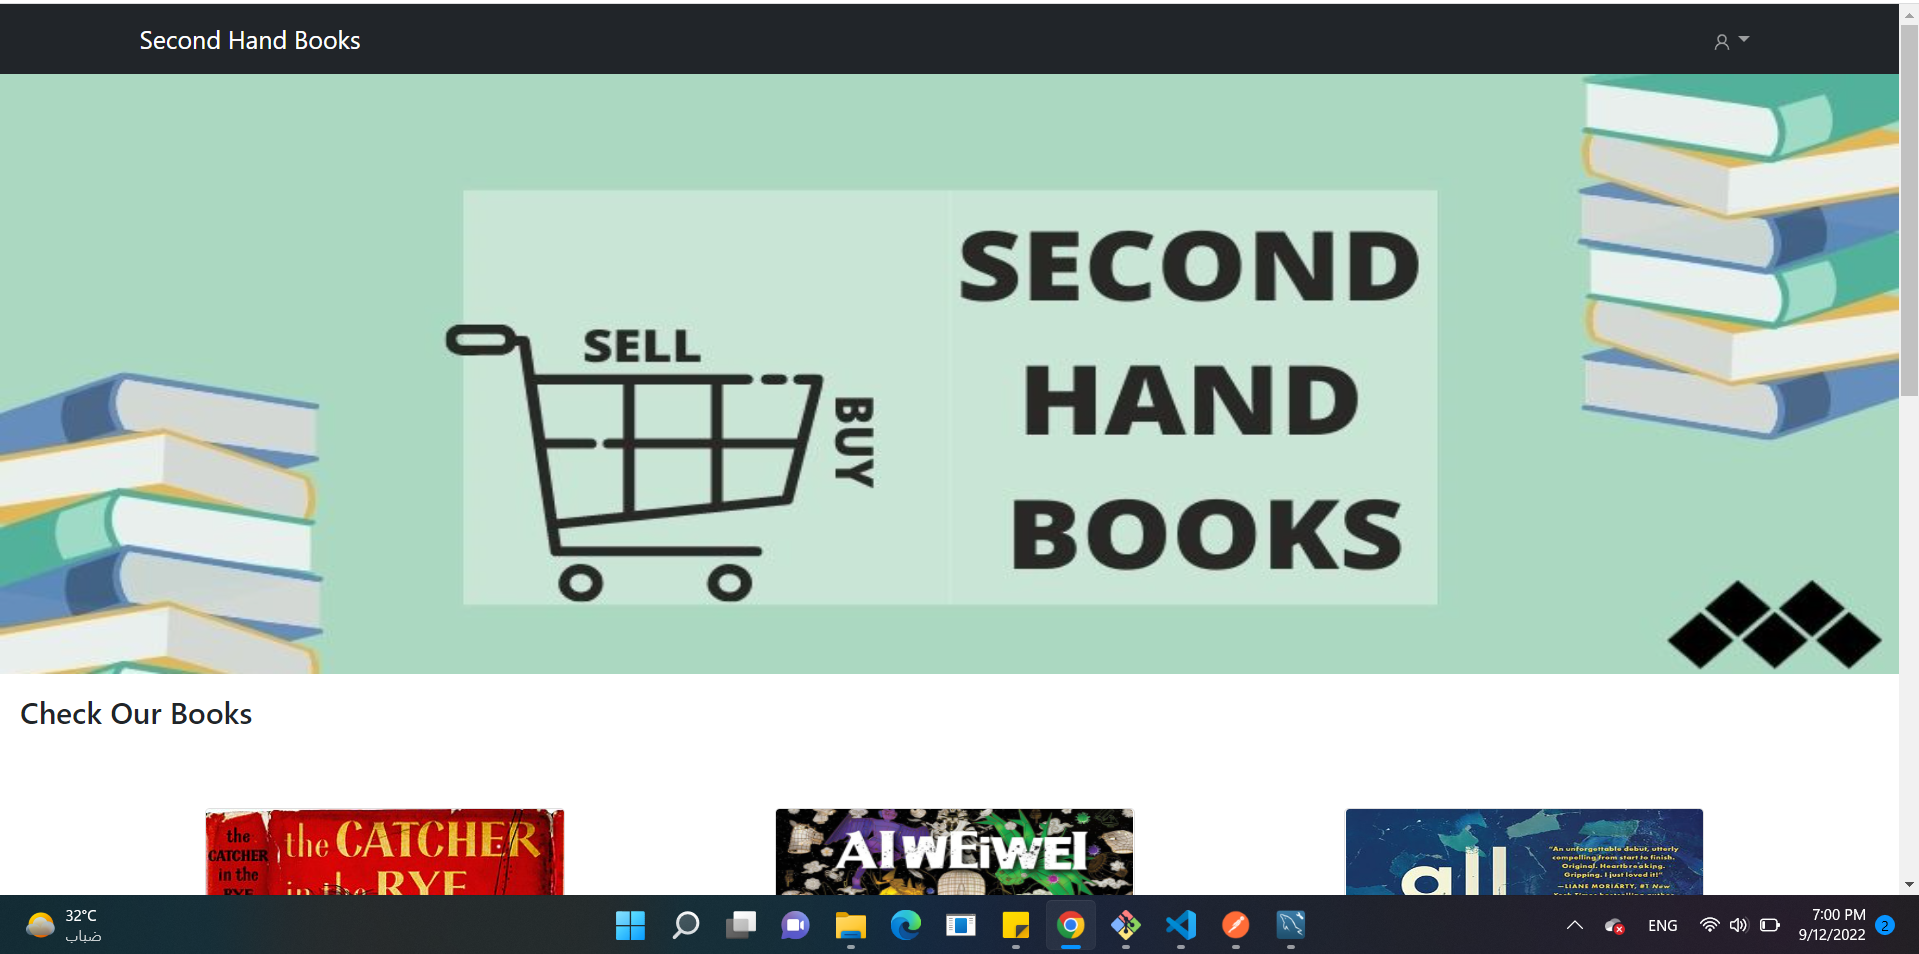 Second Hand Books
SECOND
HAND
BOOKS
SELL
BUY
Check Our Books
the
CATCHER
in the
RYE
the CATCHER
in the RYE
AIWEIWEI
all
"An unforgettable debut, utterly
compelling from start to finish.
Original. Heartbreaking.
Gripping. I just loved it!"
—LIANE MORIARTY, #1 New
32°C
ضباب
ENG
7:00 PM
9/12/2022
2